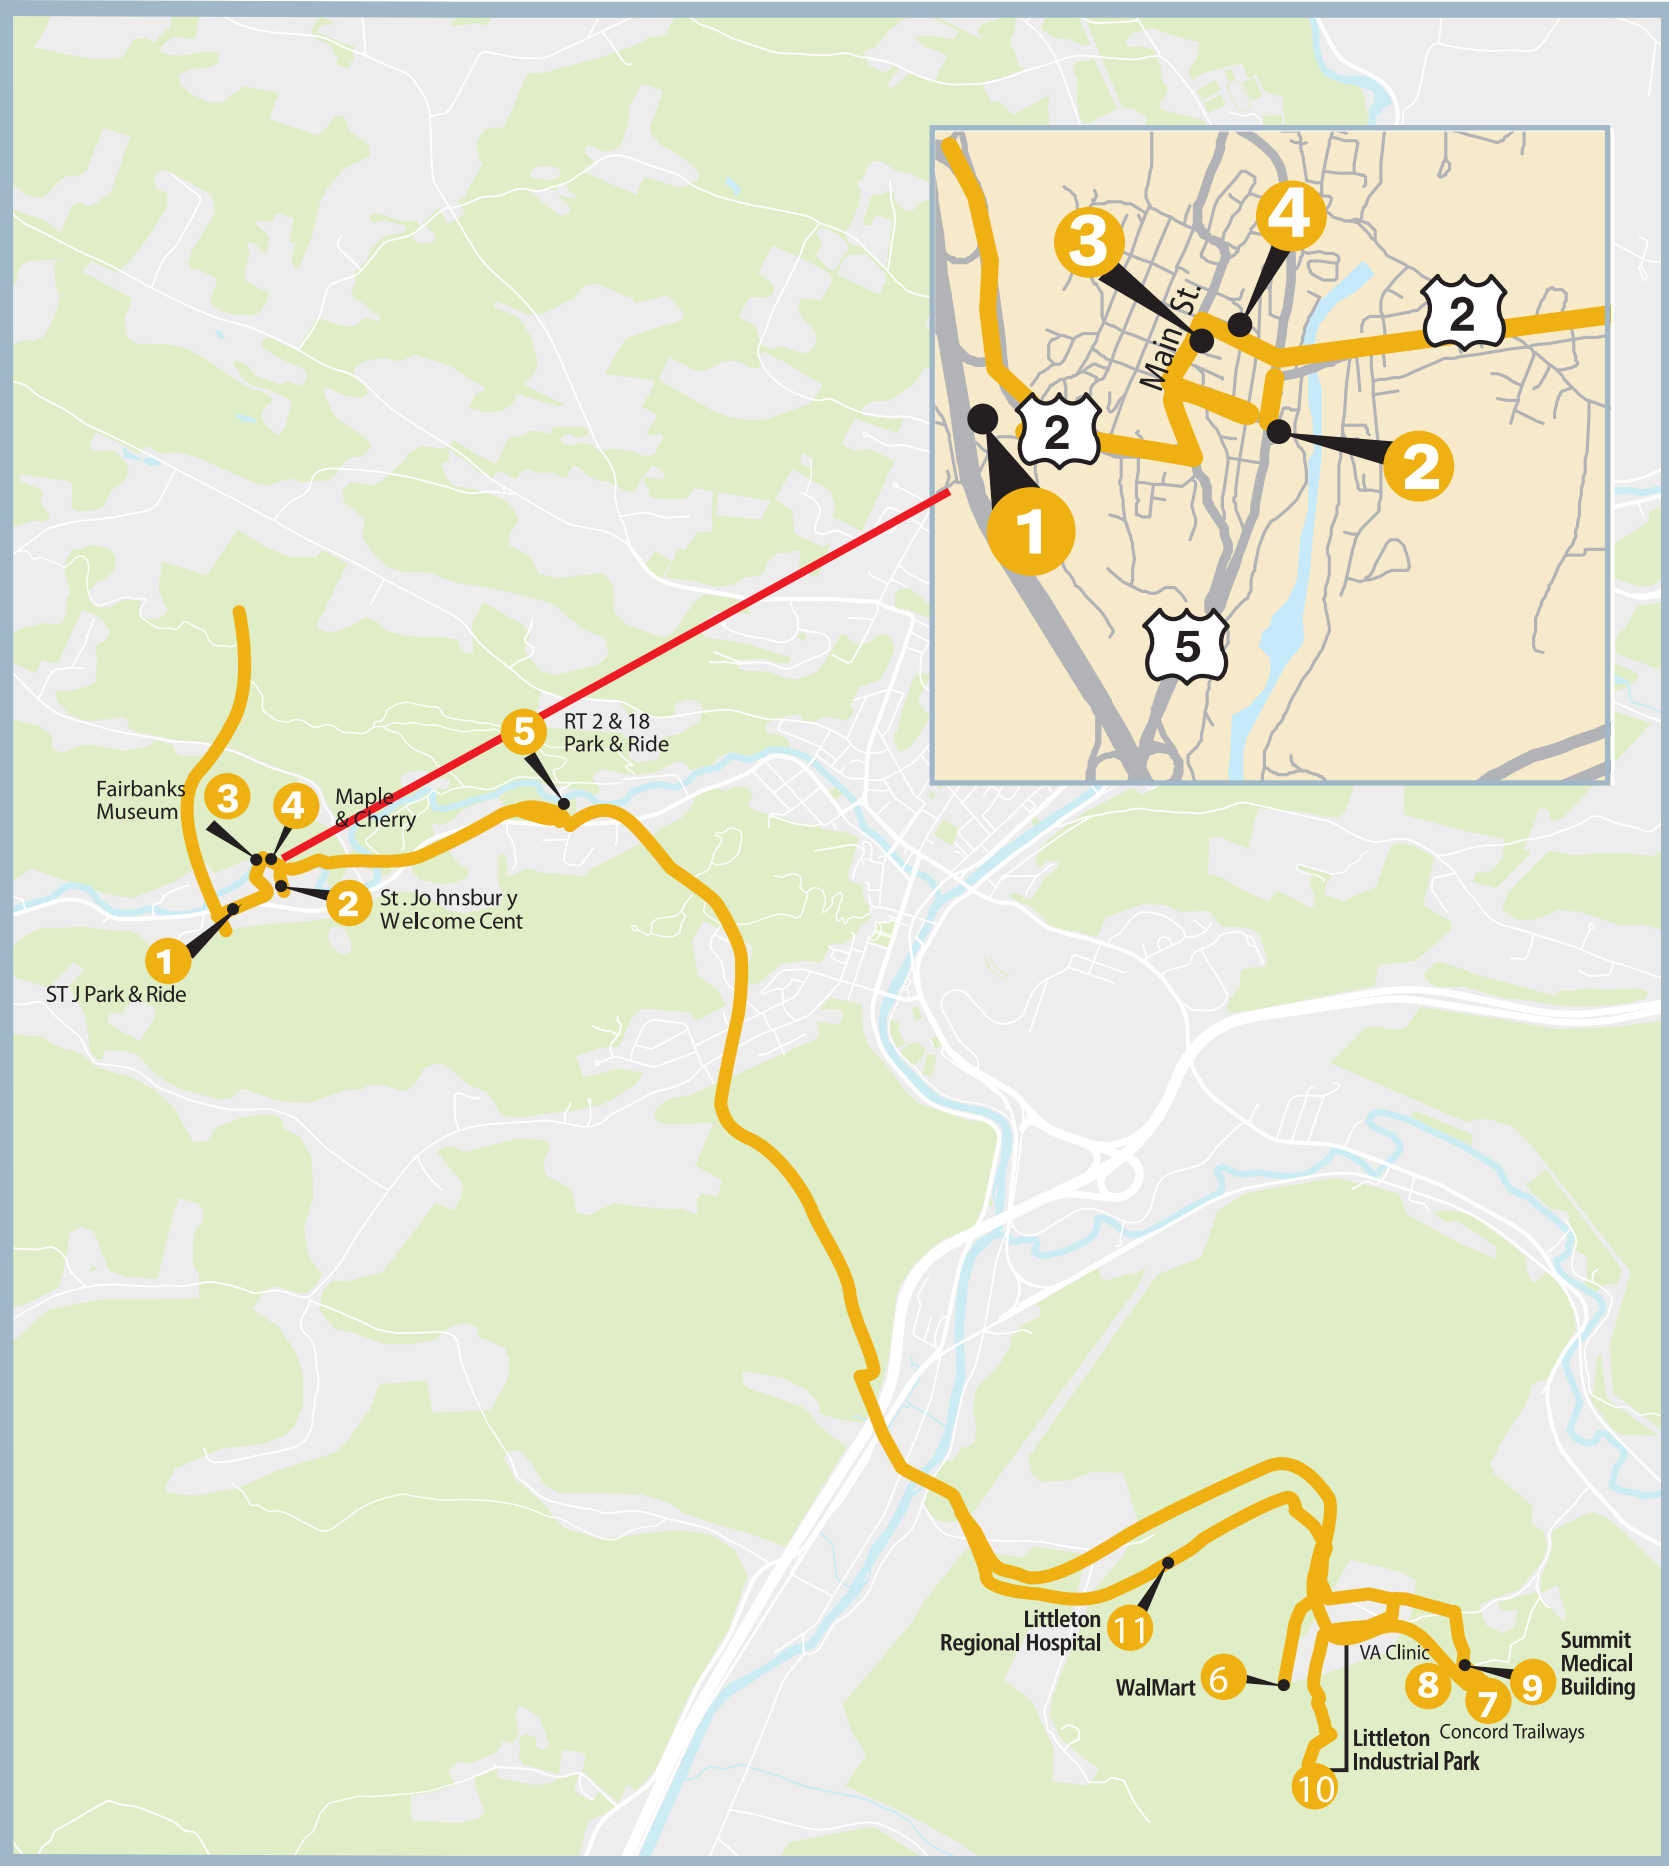 4
3
2
Main St.
2
2
1
5
5
RT 2 & 18
Park & Ride
Fairbanks
Museum
3
4
Maple
& Cherry
2
St. Jo hnsbur y
Welcome Cent
1
ST J Park & Ride
Littleton
Regional Hospital
11
WalMart
6
VA Clinic
8
7
9
Summit
Medical
Building
Concord Trailways
Littleton
Industrial Park
10